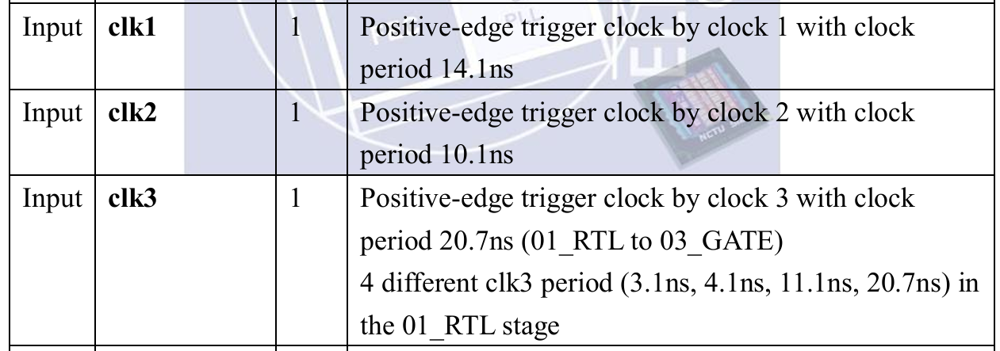 Input clk1 1 Positive-edge trigger clock by clock 1 with clock
period 14.1ns
Input clk2 1 Positive-edge trigger clock by clock 2 with clock
period 10.1ns
Input clk3 1 Positive-edge trigger clock by clock 3 with clock
period 20.7ns (01_RTL to 03_GATE)
4 different clk3 period (3.1ns, 4.1ns, 11.1ns, 20.7ns) in
the 01_RTL stage
PLL
NCTU